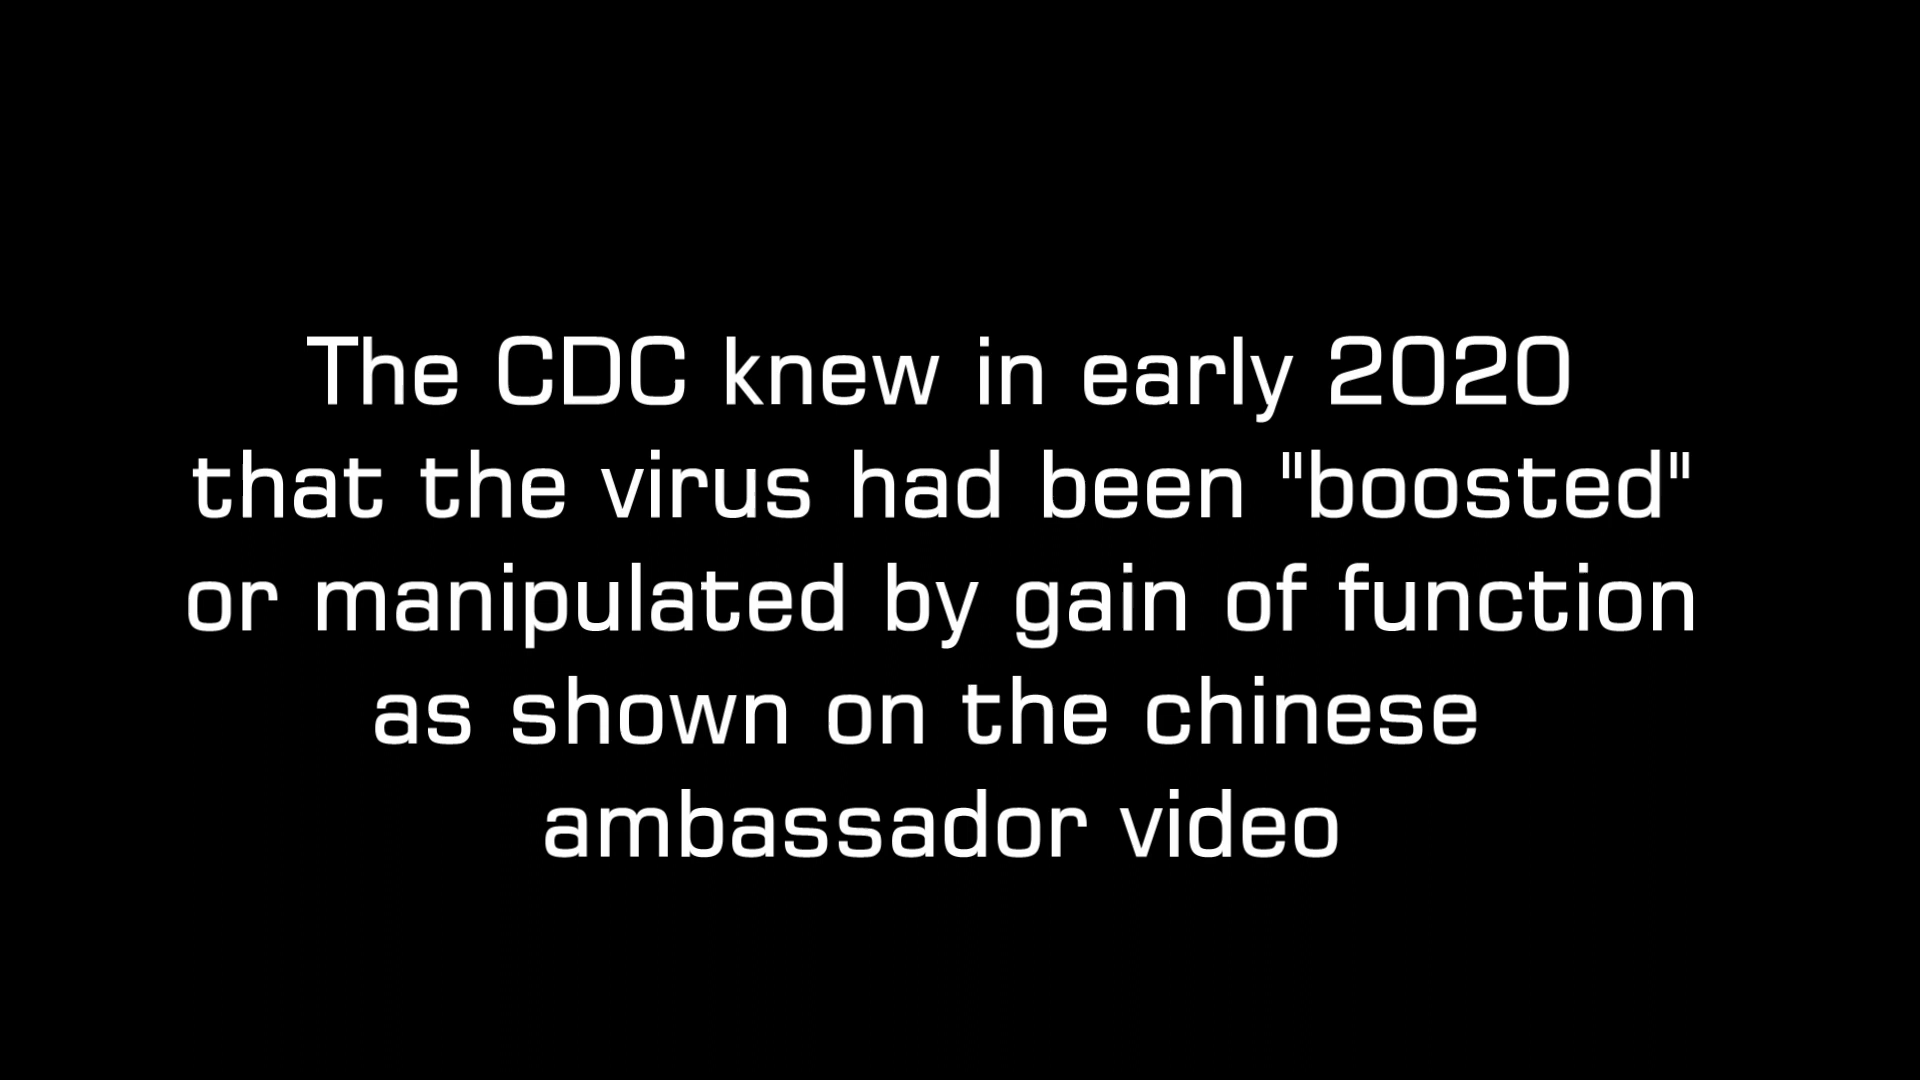 The CDC knew in early 2020
that the virus had been "boosted"
or manipulated by gain of function
as shown on the chinese
ambassador video